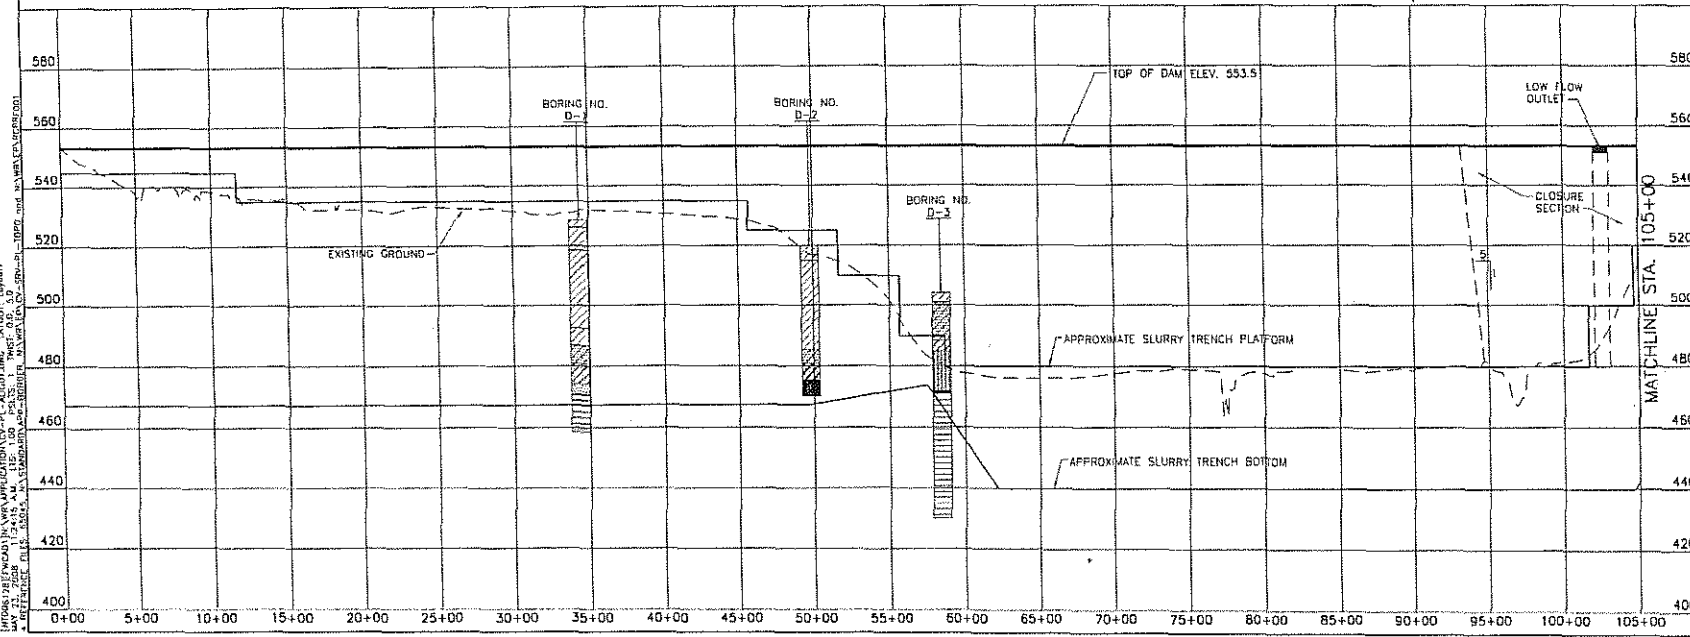 580
560
540
520
500
480
460
440
420
400
TOP OF DAM ELEV. 553.5
BORING NO.
D-1
BORING NO.
D-2
BORING NO.
D-3
LOW FLOW
OUTLET
CLOSURE
SECTION
EXISTING GROUND
5
1
APPROXIMATE SLURRY TRENCH PLATFORM
APPROXIMATE SLURRY TRENCH BOTTOM
MATCHLINE STA. 105+00
0+00 5+00 10+00 15+00 20+00 25+00 30+00 35+00 40+00 45+00 50+00 55+00 60+00 65+00 70+00 75+00 80+00 85+00 90+00 95+00 100+00 105+00